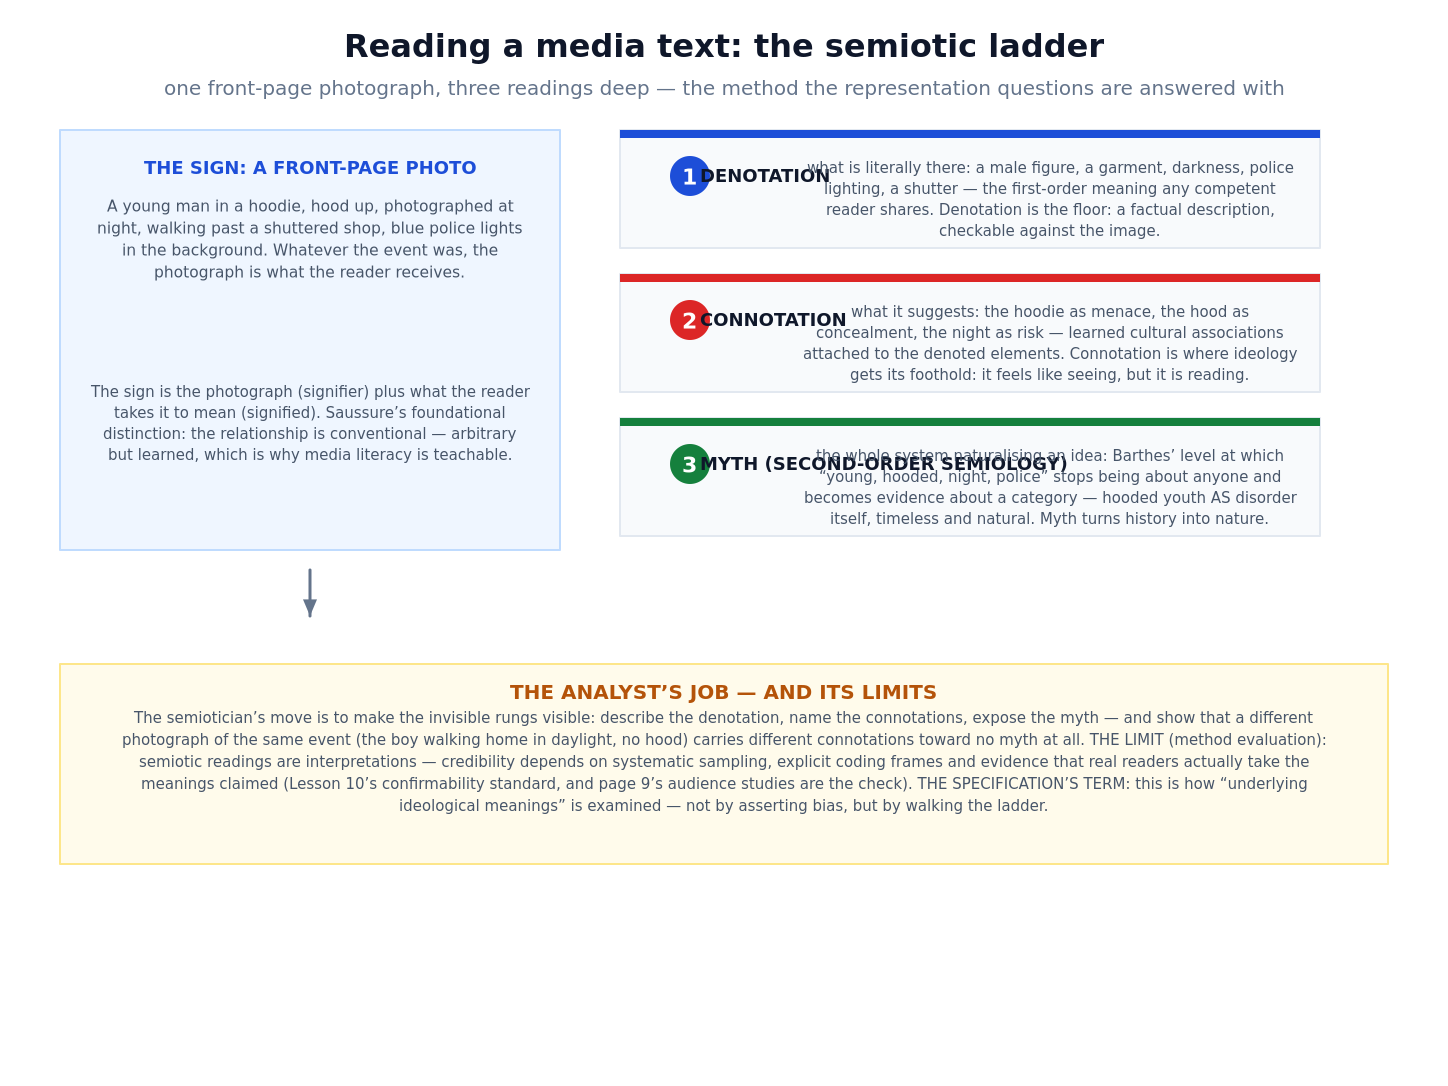 Reading a media text: the semiotic ladder
one front-page photograph, three readings deep — the method the representation questions are answered with
THE SIGN: A FRONT-PAGE PHOTO
A young man in a hoodie, hood up, photographed at
night, walking past a shuttered shop, blue police lights
in the background. Whatever the event was, the
photograph is what the reader receives.
The sign is the photograph (signifier) plus what the reader
takes it to mean (signified). Saussure’s foundational
distinction: the relationship is conventional — arbitrary
but learned, which is why media literacy is teachable.
1 DENOTATION
what is literally there: a male figure, a garment, darkness, police
lighting, a shutter — the first-order meaning any competent
reader shares. Denotation is the floor: a factual description,
checkable against the image.
2 CONNOTATION
what it suggests: the hoodie as menace, the hood as
concealment, the night as risk — learned cultural associations
attached to the denoted elements. Connotation is where ideology
gets its foothold: it feels like seeing, but it is reading.
3 MYTH (SECOND-ORDER SEMIOLOGY)
the whole system naturalising an idea: Barthes’ level at which
“young, hooded, night, police” stops being about anyone and
becomes evidence about a category — hooded youth AS disorder
itself, timeless and natural. Myth turns history into nature.
THE ANALYST’S JOB — AND ITS LIMITS
The semiotician’s move is to make the invisible rungs visible: describe the denotation, name the connotations, expose the myth — and show that a different
photograph of the same event (the boy walking home in daylight, no hood) carries different connotations toward no myth at all. THE LIMIT (method evaluation):
semiotic readings are interpretations — credibility depends on systematic sampling, explicit coding frames and evidence that real readers actually take the
meanings claimed (Lesson 10’s confirmability standard, and page 9’s audience studies are the check). THE SPECIFICATION’S TERM: this is how “underlying
ideological meanings” is examined — not by asserting bias, but by walking the ladder.